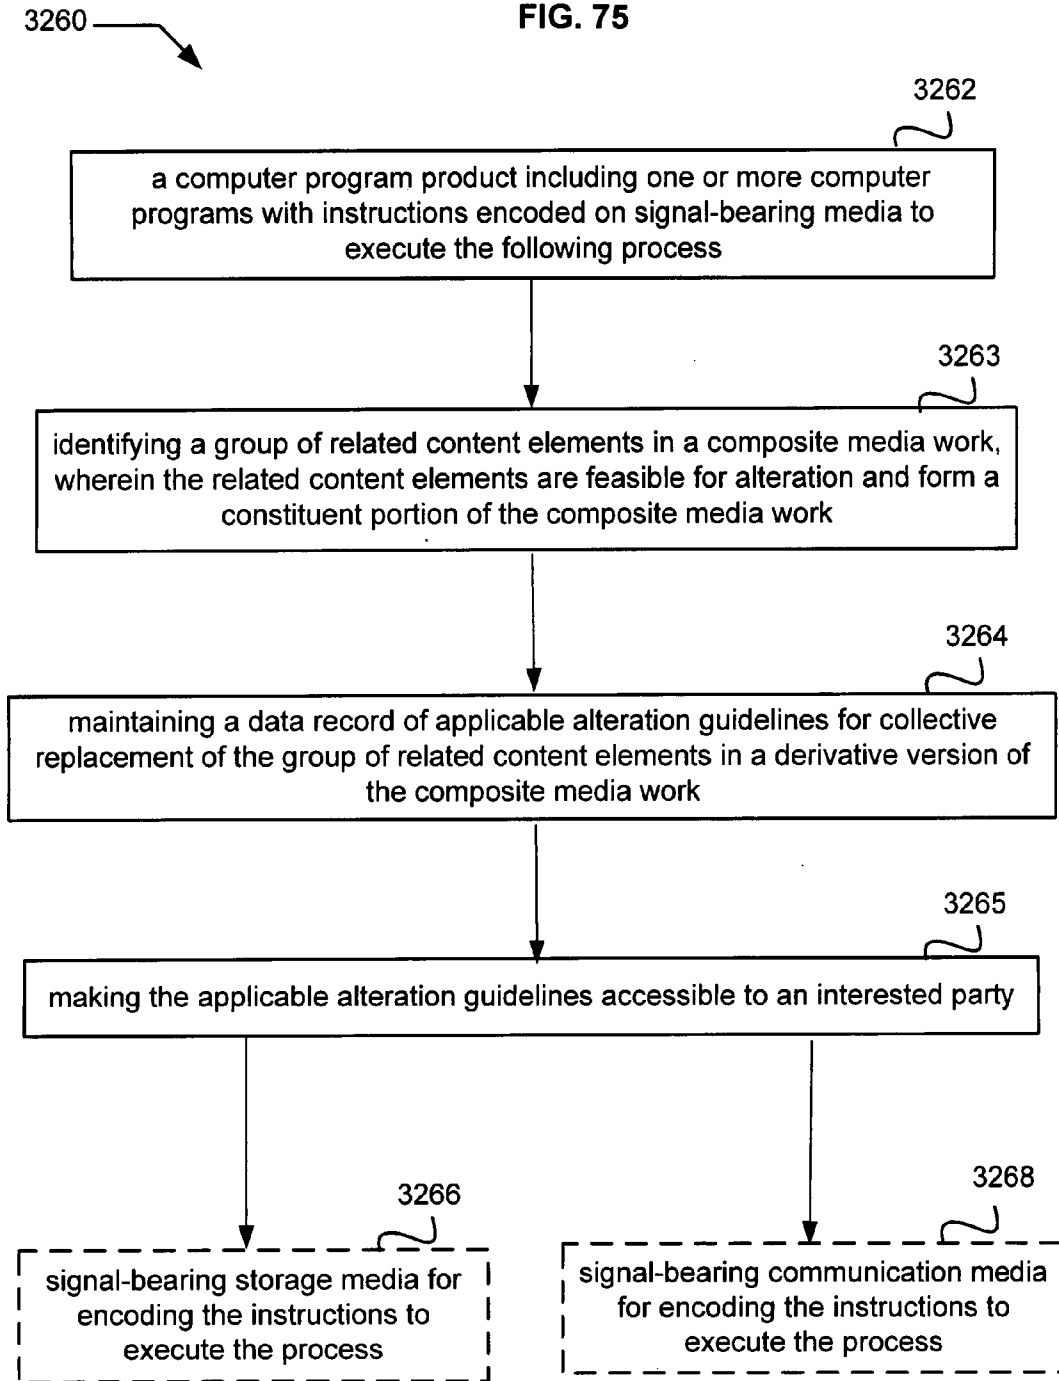 FIG. 75
3260
3262
a computer program product including one or more computer
programs with instructions encoded on signal-bearing media to
execute the following process
3263
identifying a group of related content elements in a composite media work,
wherein the related content elements are feasible for alteration and form a
constituent portion of the composite media work
3264
maintaining a data record of applicable alteration guidelines for collective
replacement of the group of related content elements in a derivative version of
the composite media work
3265
making the applicable alteration guidelines accessible to an interested party
3266
signal-bearing storage media for
encoding the instructions to
execute the process
3268
signal-bearing communication media
for encoding the instructions to
execute the process